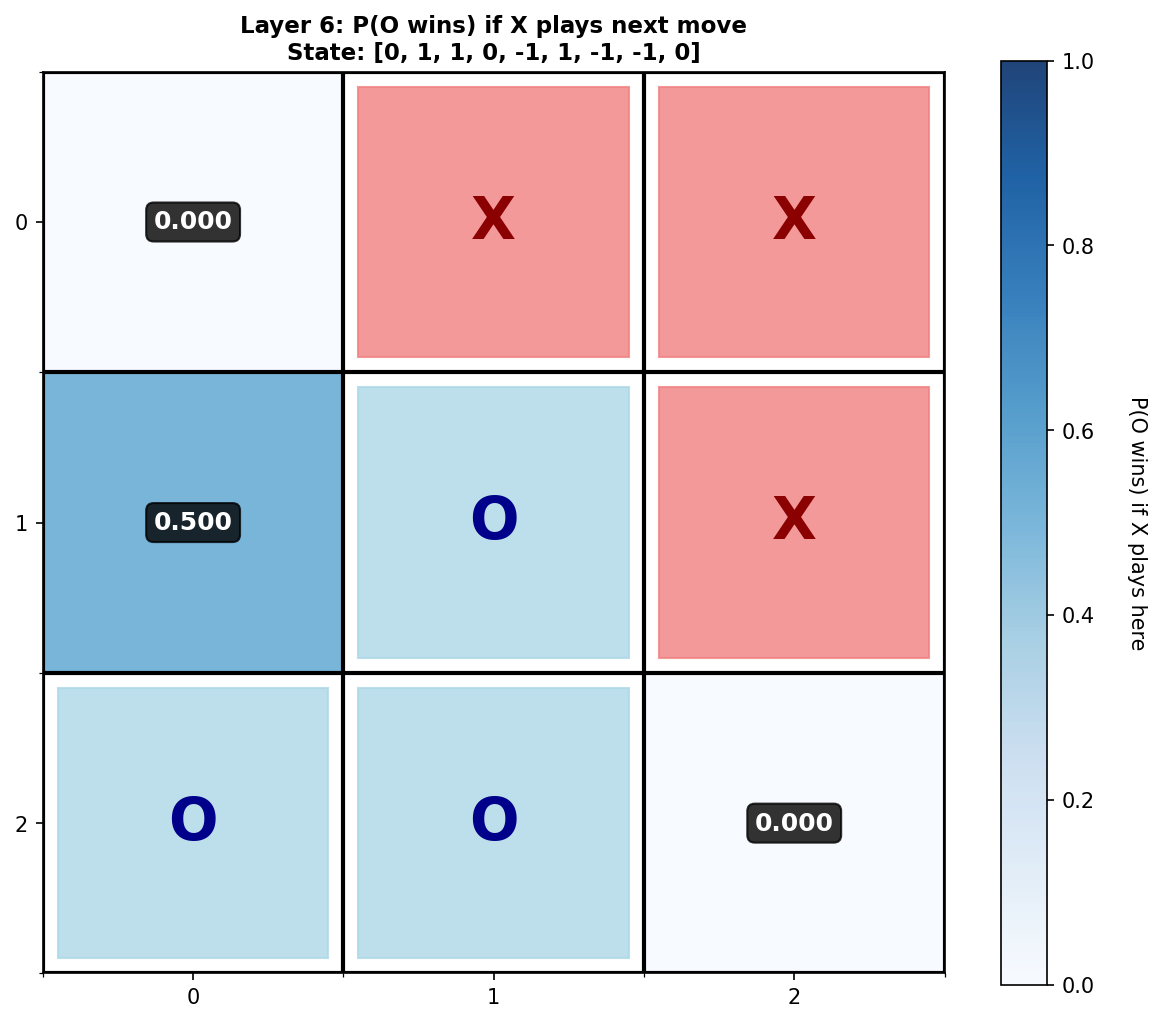 Layer 6: P(O wins) if X plays next move
State: [0, 1, 1, 0, -1, 1, -1, -1, 0]
0
0.000
X
X
1
0.500
O
X
2
O
O
0.000
0
1
2
1.0
0.8
0.6
0.4
0.2
0.0
P(O wins) if X plays here